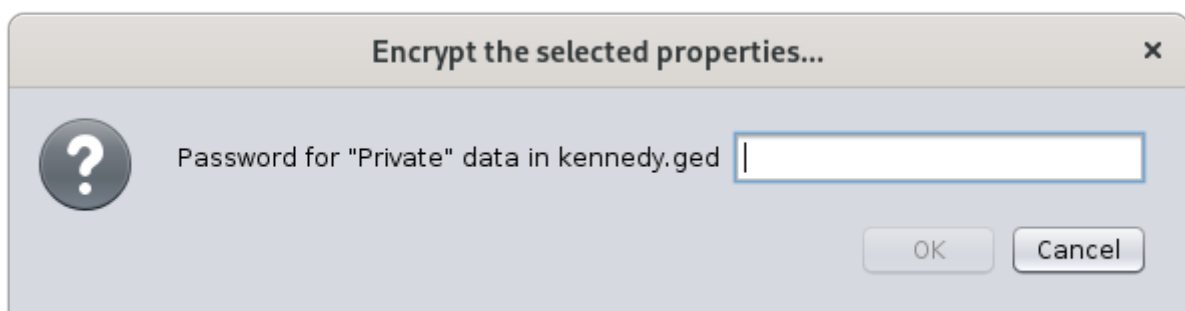 Encrypt the selected properties...
Password for "Private" data in kennedy.ged
OK Cancel